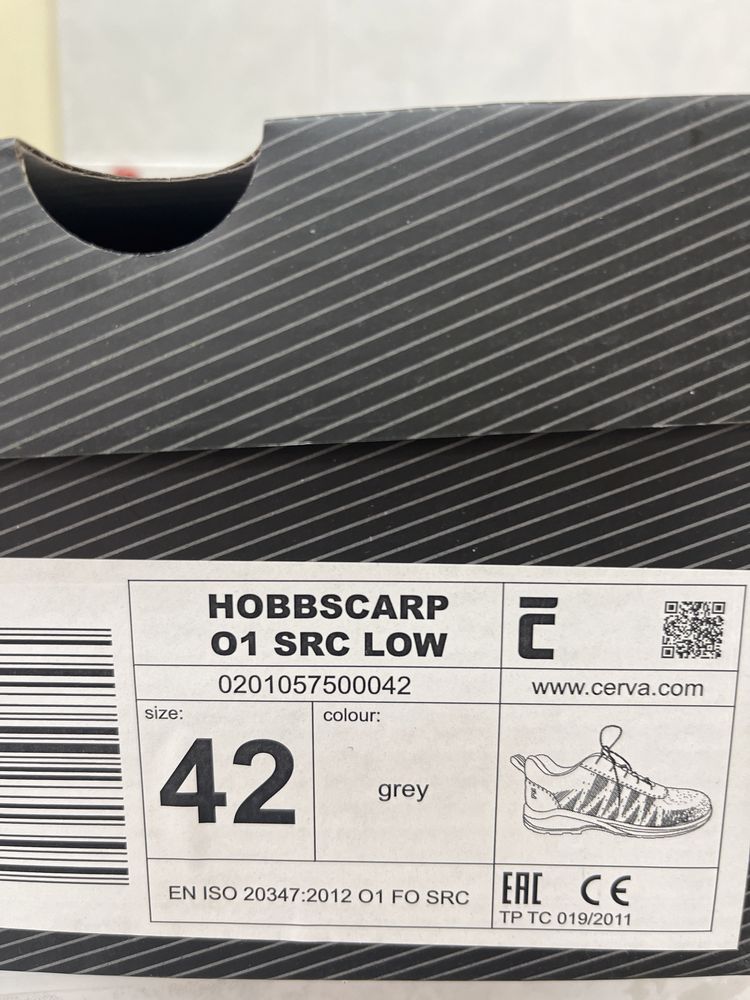 HOBBSCARP
O1 SRC LOW
0201057500042
www.cerva.com
size:
42
colour:
grey
EN ISO 20347:2012 O1 FO SRC
EAC CE
TP TC 019/2011